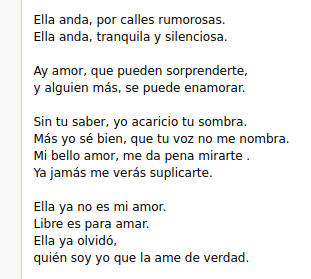 Ella anda, por calles rumorosas.
Ella anda, tranquila y silenciosa.

Ay amor, que pueden sorprenderte,
y alguien más, se puede enamorar.

Sin tu saber, yo acaricio tu sombra.
Más yo sé bien, que tu voz no me nombra.
Mi bello amor, me da pena mirarte .
Ya jamás me verás suplicarte.

Ella ya no es mi amor.
Libre es para amar.
Ella ya olvidó,
quién soy yo que la ame de verdad.